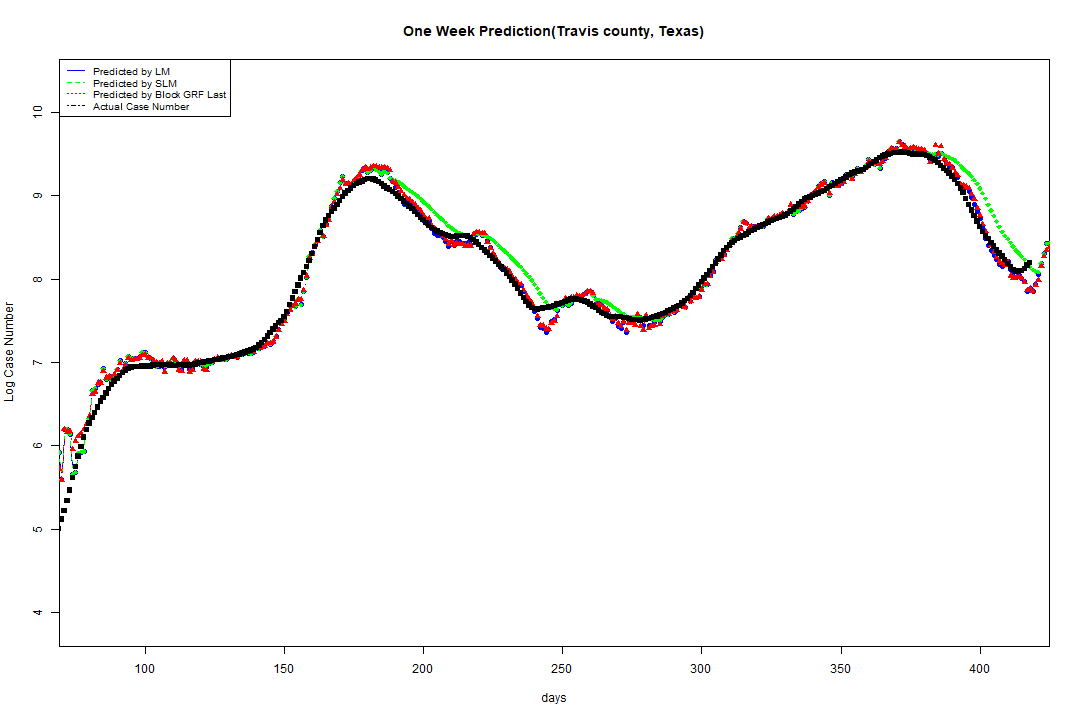 One Week Prediction(Travis county, Texas)
Predicted by LM
Predicted by SLM
Predicted by Block GRF Last
Actual Case Number
Log Case Number
10
9
8
7
6
5
4
100 150 200 250 300 350 400
days